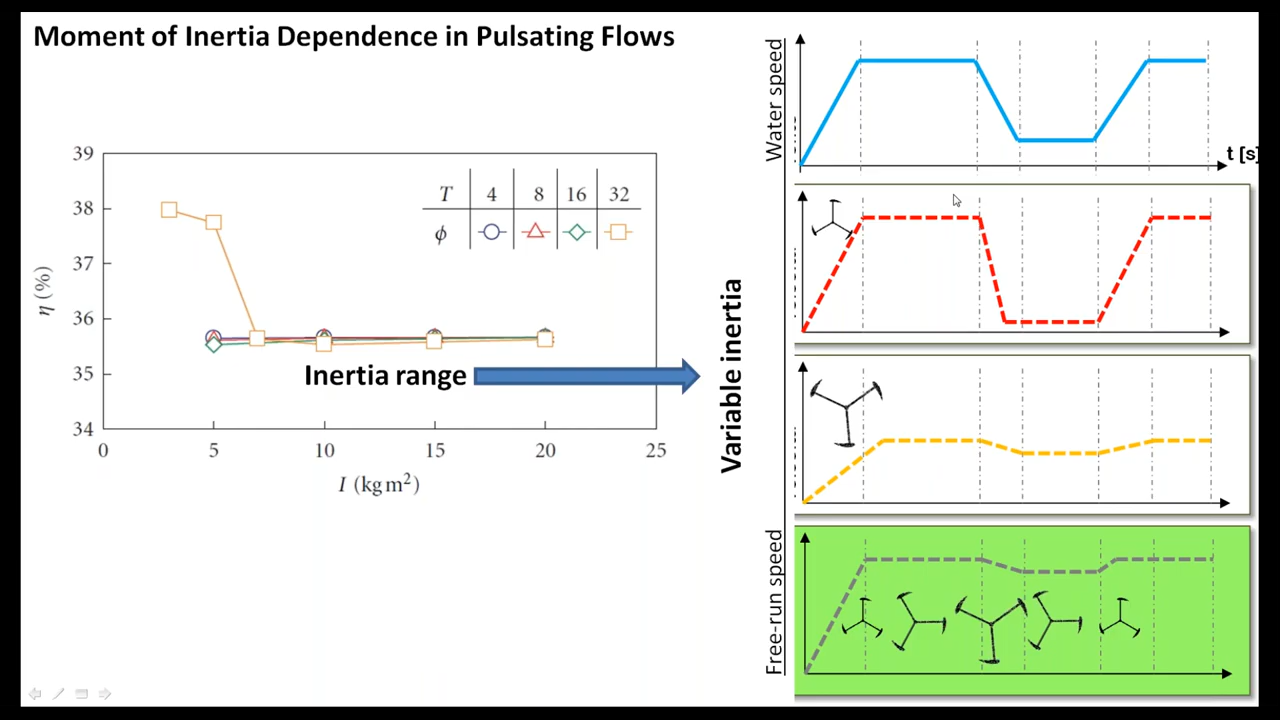 Moment of Inertia Dependence in Pulsating Flows
39
38
37
36
35
34
η (%)
0 5 10 15 20 25
I (kg m²)
T 4 8 16 32
ϕ
Inertia range
Variable inertia
Water speed
t [s]
Free-run speed